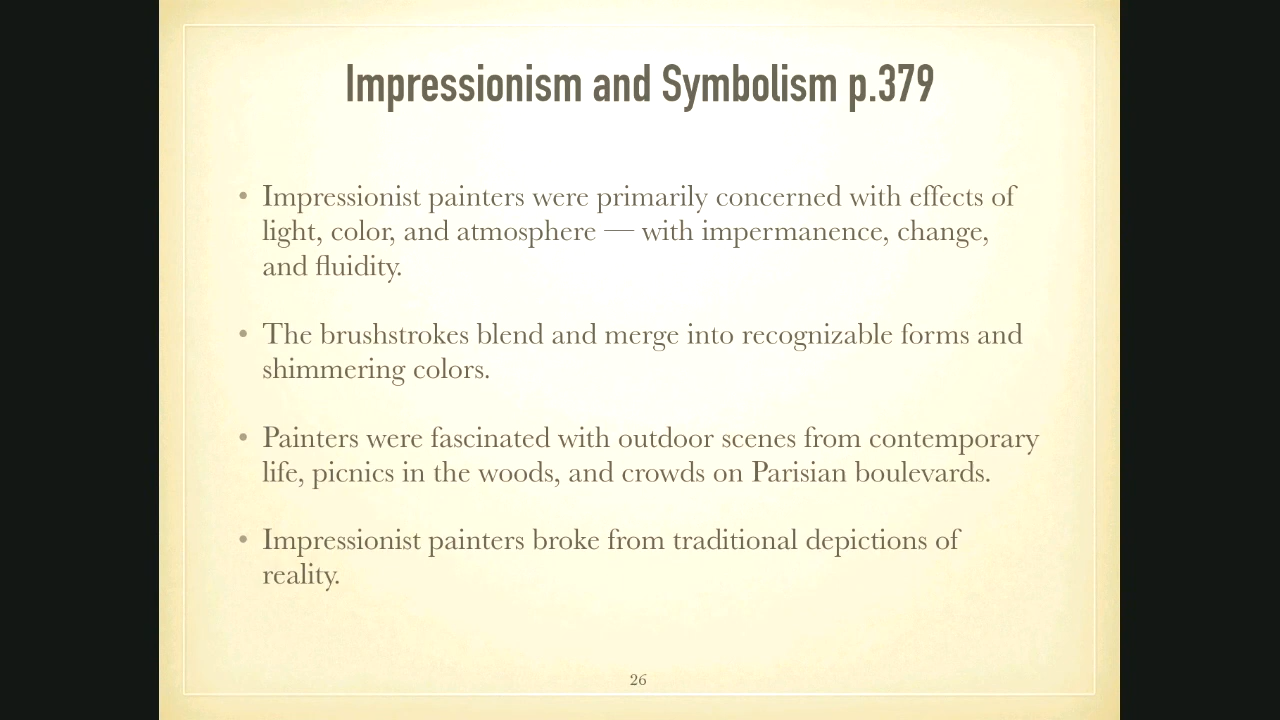 Impressionism and Symbolism p.379
• Impressionist painters were primarily concerned with effects of
light, color, and atmosphere — with impermanence, change,
and fluidity.
• The brushstrokes blend and merge into recognizable forms and
shimmering colors.
• Painters were fascinated with outdoor scenes from contemporary
life, picnics in the woods, and crowds on Parisian boulevards.
• Impressionist painters broke from traditional depictions of
reality.
26